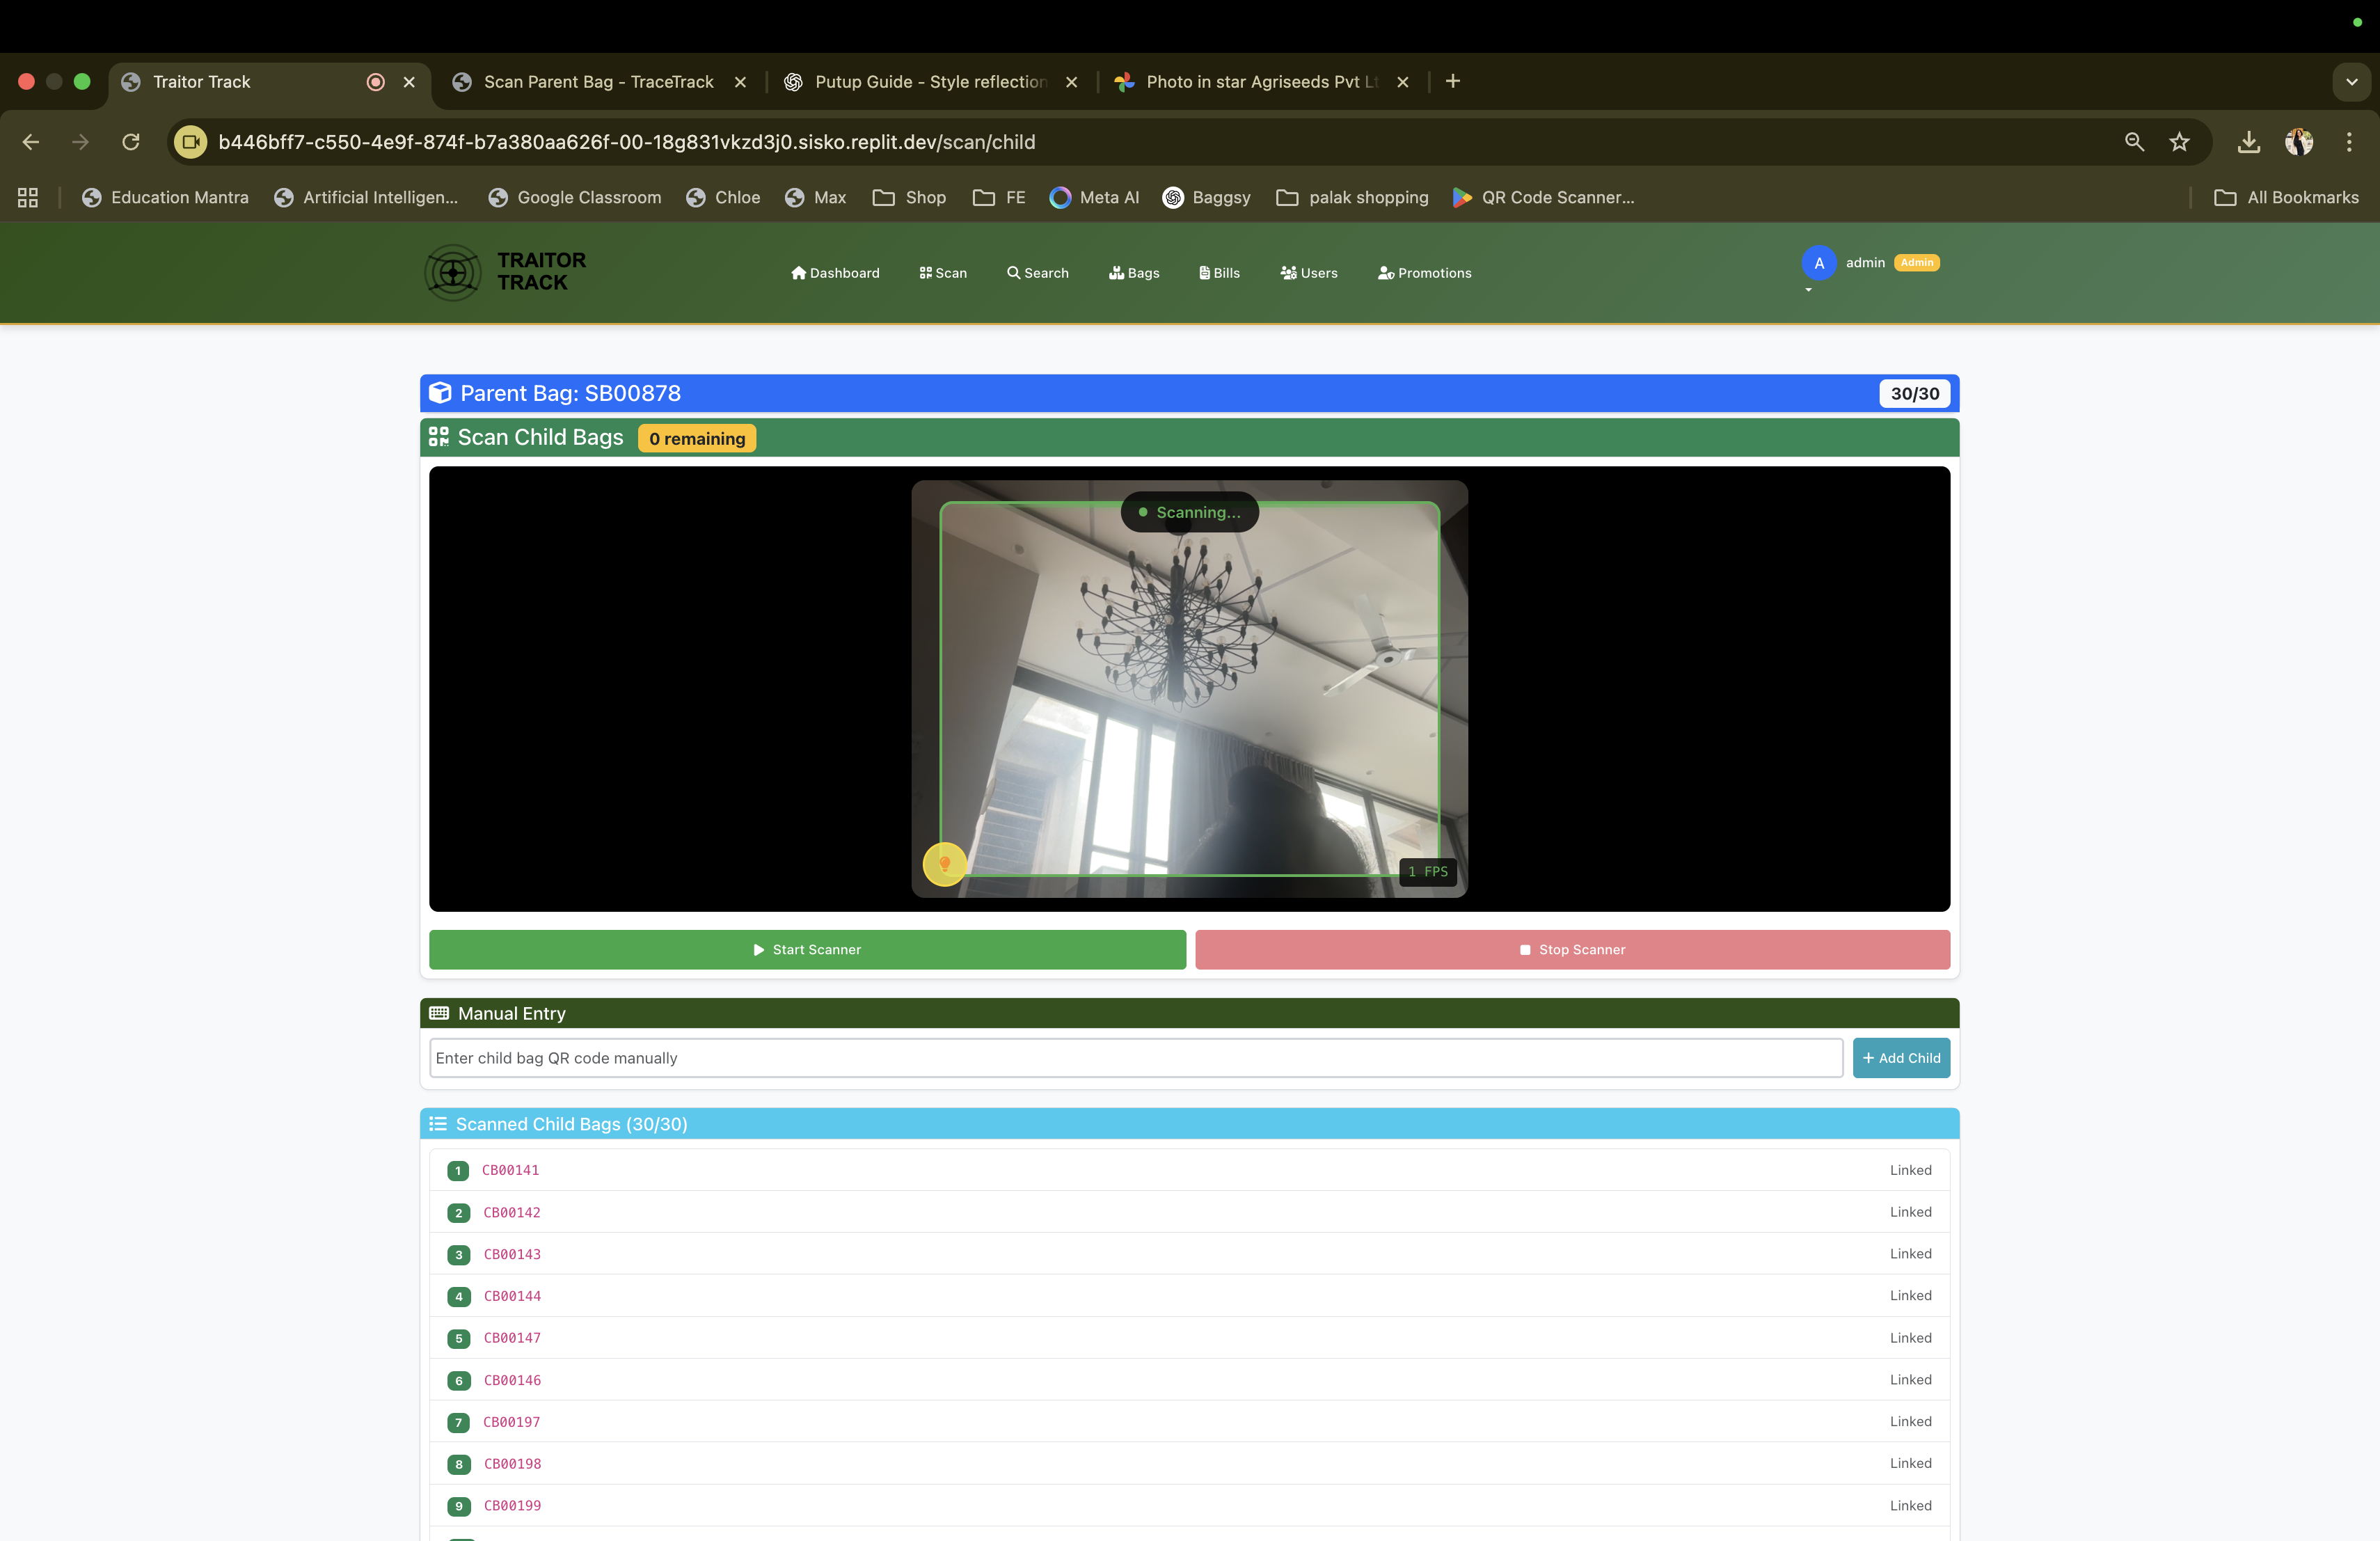 Traitor Track
Scan Parent Bag - TraceTrack
Putup Guide - Style reflection
Photo in star Agriseeds Pvt Lt
b446bff7-c550-4e9f-874f-b7a380aa626f-00-18g831vkzd3j0.sisko.replit.dev/scan/child
Education Mantra
Artificial Intelligen...
Google Classroom
Chloe
Max
Shop
FE
Meta AI
Baggsy
palak shopping
QR Code Scanner...
All Bookmarks
TRAITOR
TRACK
Dashboard
Scan
Search
Bags
Bills
Users
Promotions
A
admin
Admin
Parent Bag: SB00878
30/30
Scan Child Bags
0 remaining
Scanning...
1 FPS
Start Scanner
Stop Scanner
Manual Entry
Enter child bag QR code manually
+ Add Child
Scanned Child Bags (30/30)
1 CB00141 Linked
2 CB00142 Linked
3 CB00143 Linked
4 CB00144 Linked
5 CB00147 Linked
6 CB00146 Linked
7 CB00197 Linked
8 CB00198 Linked
9 CB00199 Linked